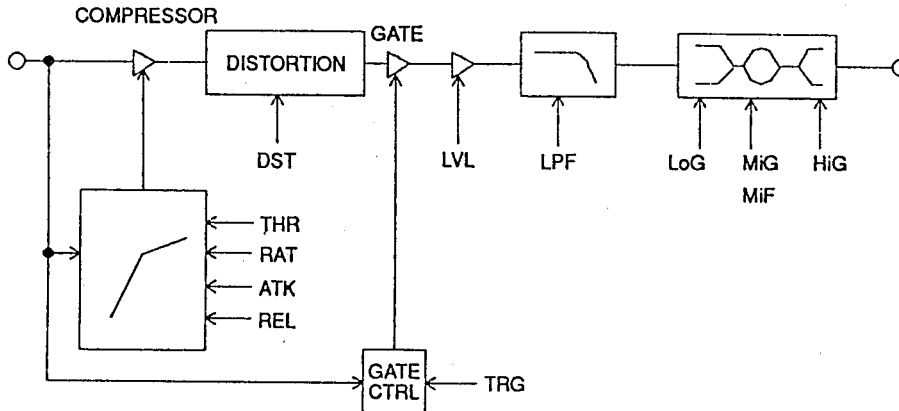 COMPRESSOR
GATE
DISTORTION
DST
LVL
LPF
LoG
MiG
HiG
MiF
THR
RAT
ATK
REL
GATE
CTRL
TRG